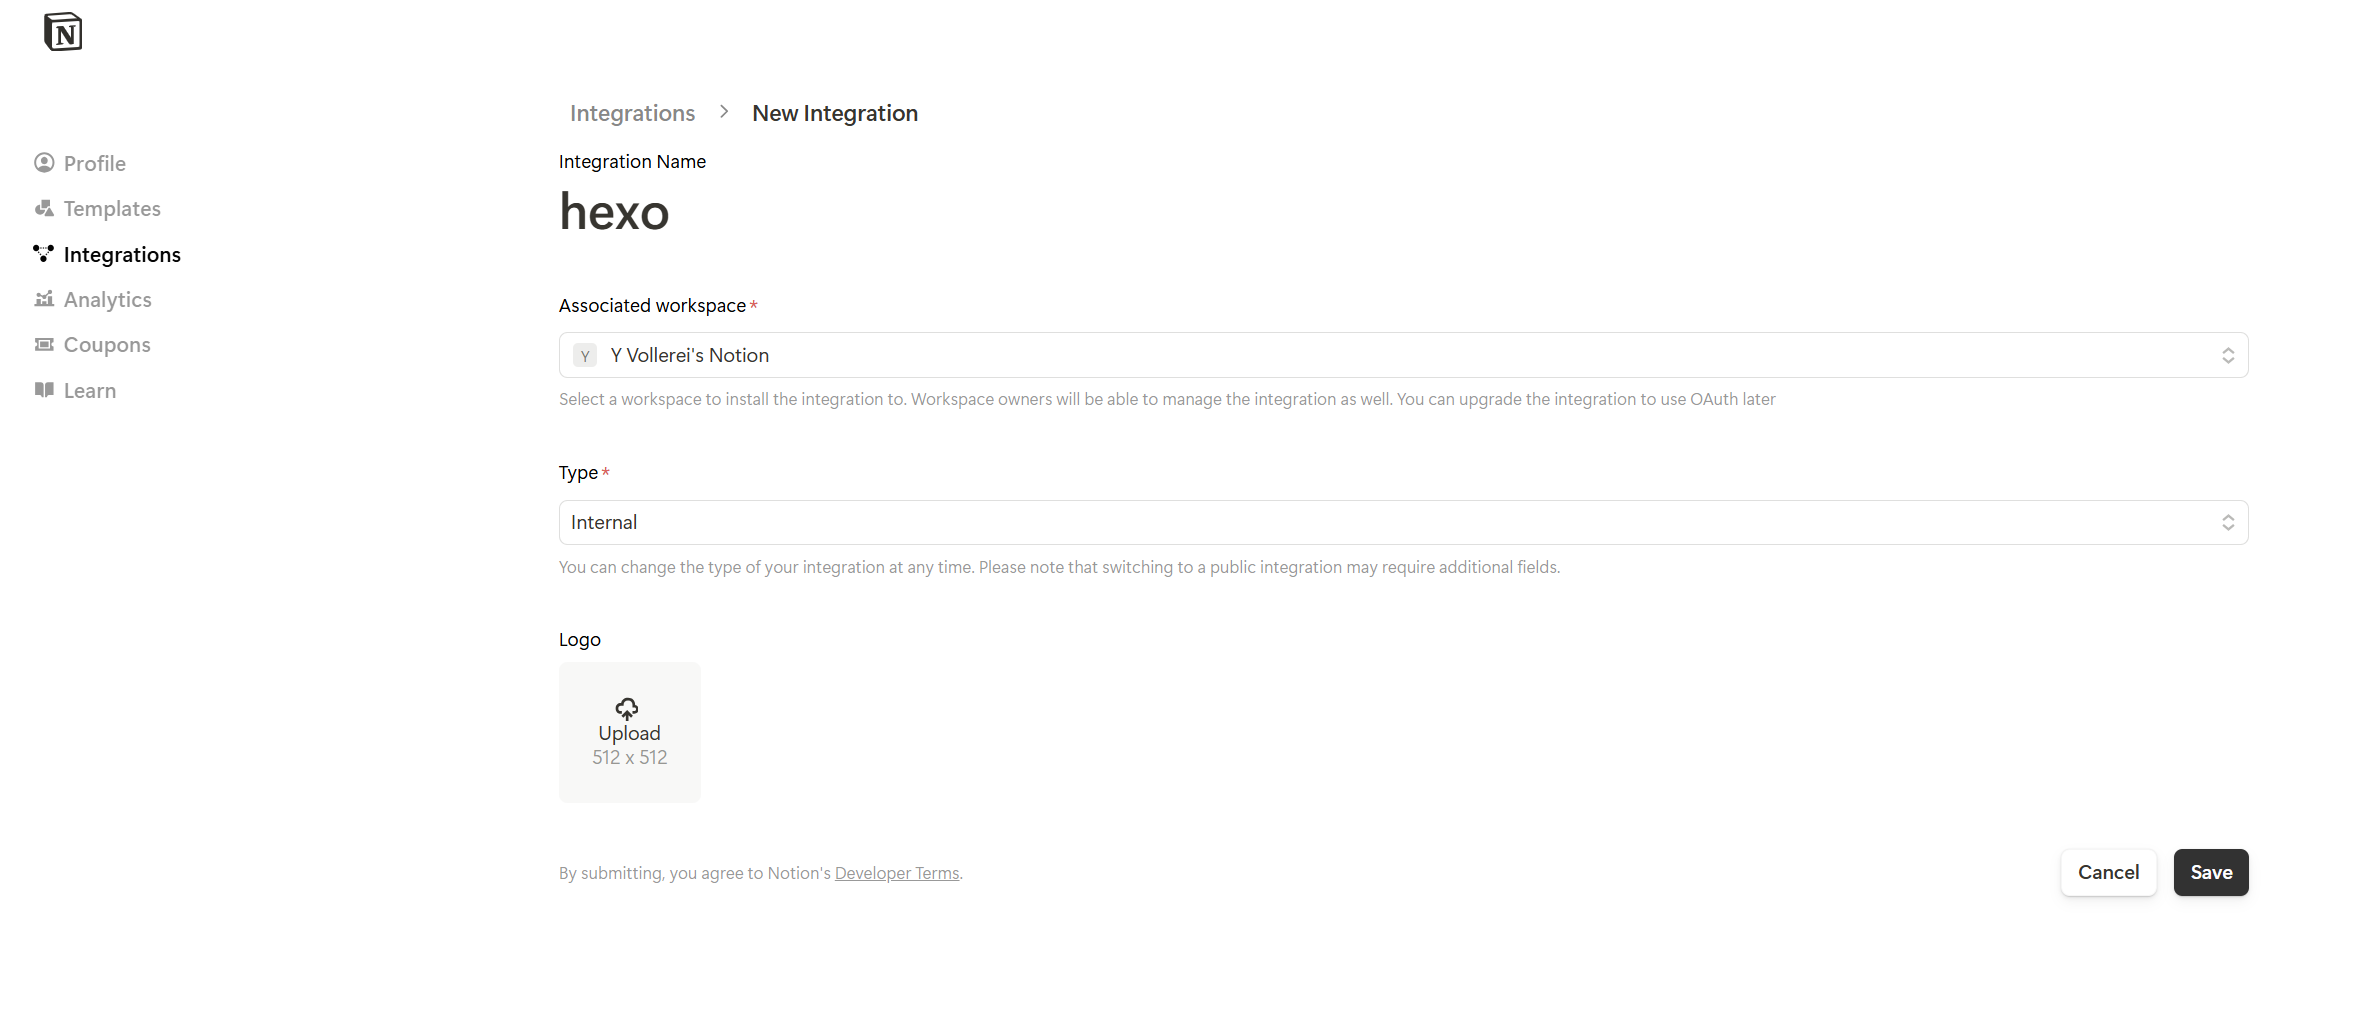 N
Profile
Templates
Integrations
Analytics
Coupons
Learn
Integrations > New Integration
Integration Name
hexo
Associated workspace *
Y Y Vollerei's Notion
Select a workspace to install the integration to. Workspace owners will be able to manage the integration as well. You can upgrade the integration to use OAuth later
Type *
Internal
You can change the type of your integration at any time. Please note that switching to a public integration may require additional fields.
Logo
Upload
512 x 512
By submitting, you agree to Notion's Developer Terms.
Cancel Save